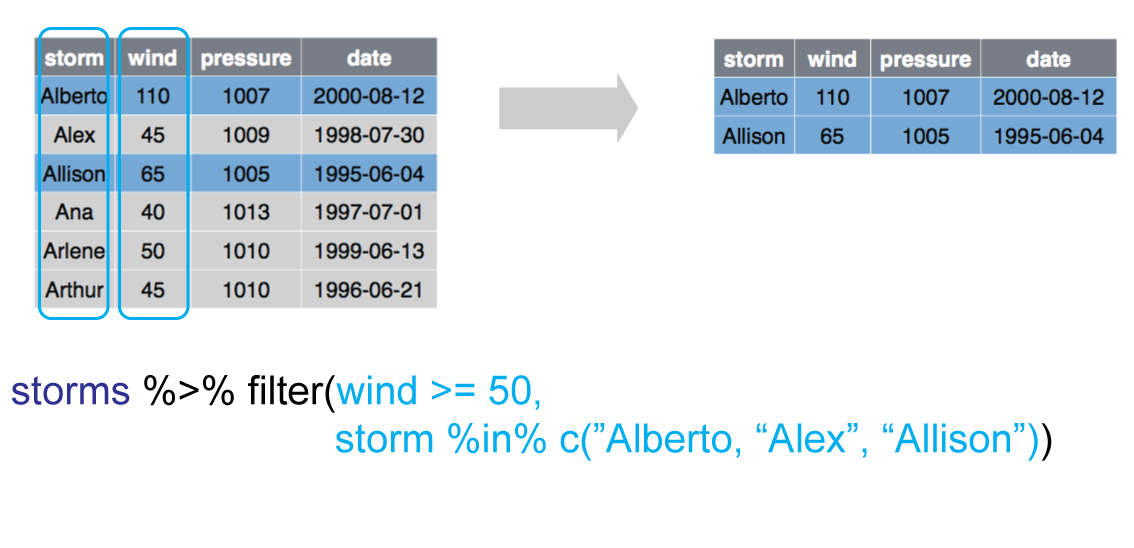 storm wind pressure date
Alberto 110 1007 2000-08-12
Alex 45 1009 1998-07-30
Allison 65 1005 1995-06-04
Ana 40 1013 1997-07-01
Arlene 50 1010 1999-06-13
Arthur 45 1010 1996-06-21
storm wind pressure date
Alberto 110 1007 2000-08-12
Allison 65 1005 1995-06-04
storms %>% filter(wind >= 50,
storm %in% c(”Alberto, “Alex”, “Allison”))